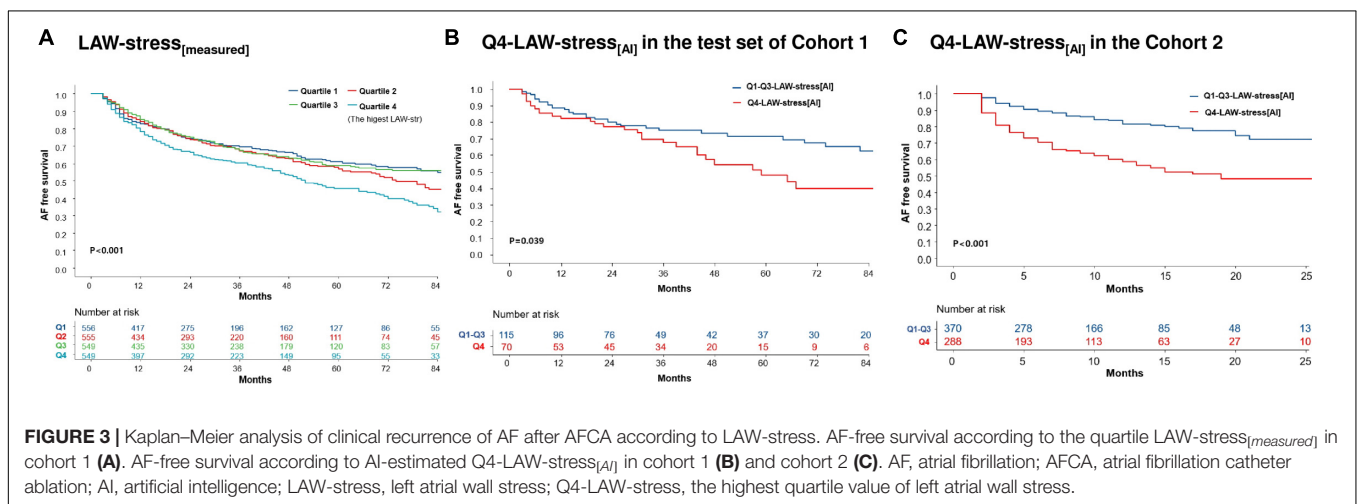 A LAW-stress[measured]
Quartile 1 Quartile 2
Quartile 3 Quartile 4
(The higest LAW-str)
AF free survival
1.0
0.9
0.8
0.7
0.6
0.5
0.4
0.3
0.2
0.1
0.0
P<0.001
0 12 24 36 48 60 72 84
Months
Number at risk
Q1 556 417 275 196 162 127 86 55
Q2 555 434 293 220 160 111 74 45
Q3 549 435 330 238 179 120 83 57
Q4 549 397 292 223 149 95 55 33
0 12 24 36 48 60 72 84
Months
B Q4-LAW-stress[AI] in the test set of Cohort 1
Q1-Q3-LAW-stress[AI]
Q4-LAW-stress[AI]
AF free survival
1.0
0.9
0.8
0.7
0.6
0.5
0.4
0.3
0.2
0.1
0.0
P=0.039
0 12 24 36 48 60 72 84
Months
Number at risk
Q1-Q3 115 96 76 49 42 37 30 20
Q4 70 53 45 34 20 15 9 6
0 12 24 36 48 60 72 84
Months
C Q4-LAW-stress[AI] in the Cohort 2
Q1-Q3-LAW-stress[AI]
Q4-LAW-stress[AI]
AF free survival
1.0
0.9
0.8
0.7
0.6
0.5
0.4
0.3
0.2
0.1
0.0
P<0.001
0 5 10 15 20 25
Months
Number at risk
Q1-Q3 370 278 166 85 48 13
Q4 288 193 113 63 27 10
0 5 10 15 20 25
Months
FIGURE 3 | Kaplan–Meier analysis of clinical recurrence of AF after AFCA according to LAW-stress. AF-free survival according to the quartile LAW-stress[measured] in
cohort 1 (A). AF-free survival according to AI-estimated Q4-LAW-stress[AI] in cohort 1 (B) and cohort 2 (C). AF, atrial fibrillation; AFCA, atrial fibrillation catheter
ablation; AI, artificial intelligence; LAW-stress, left atrial wall stress; Q4-LAW-stress, the highest quartile value of left atrial wall stress.